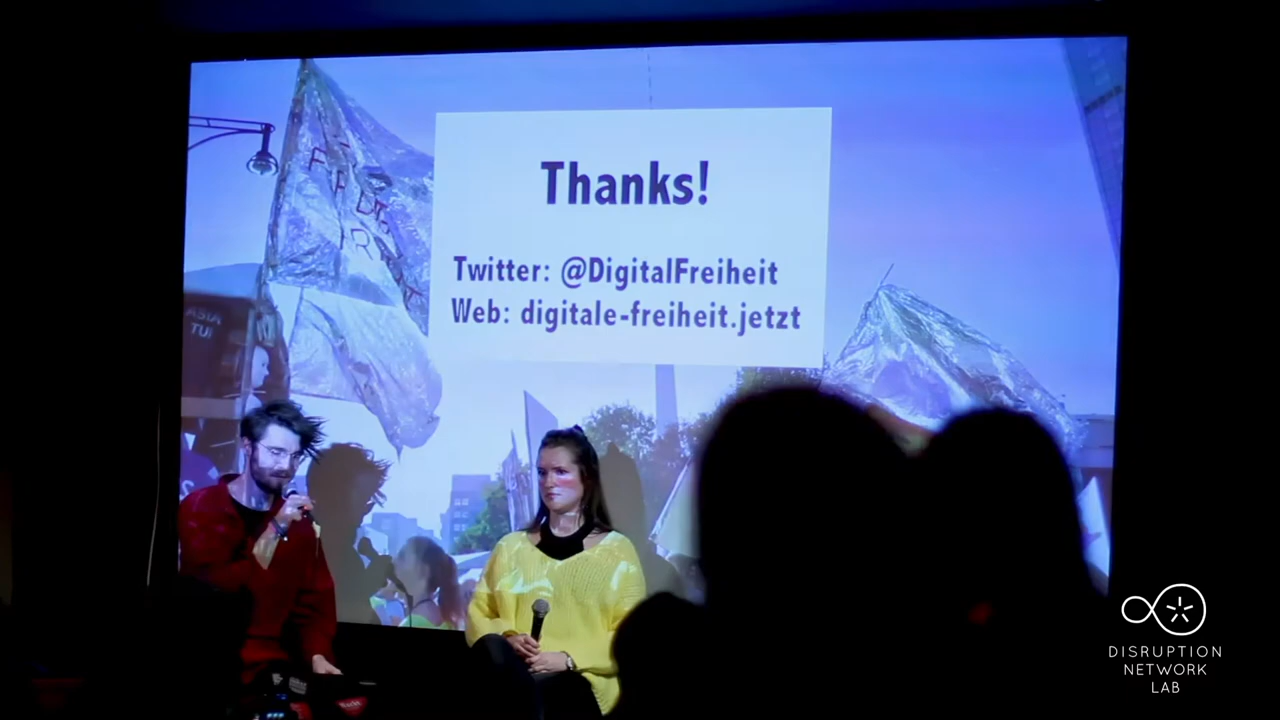 Thanks!
Twitter: @DigitalFreiheit
Web: digitale-freiheit.jetzt
DISRUPTION
NETWORK
LAB